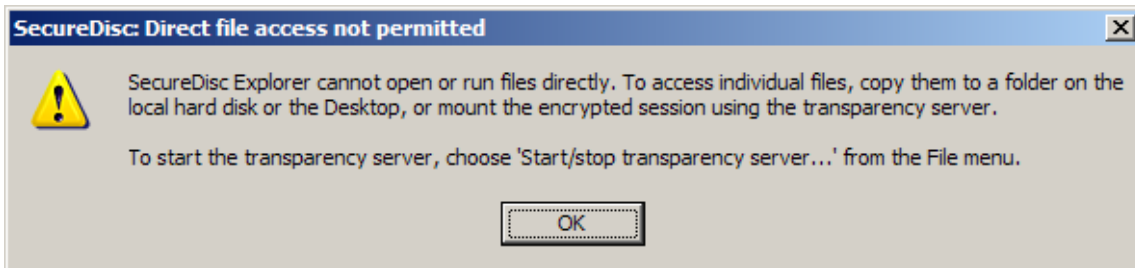 SecureDisc: Direct file access not permitted
SecureDisc Explorer cannot open or run files directly. To access individual files, copy them to a folder on the
local hard disk or the Desktop, or mount the encrypted session using the transparency server.
To start the transparency server, choose 'Start/stop transparency server...' from the File menu.
OK